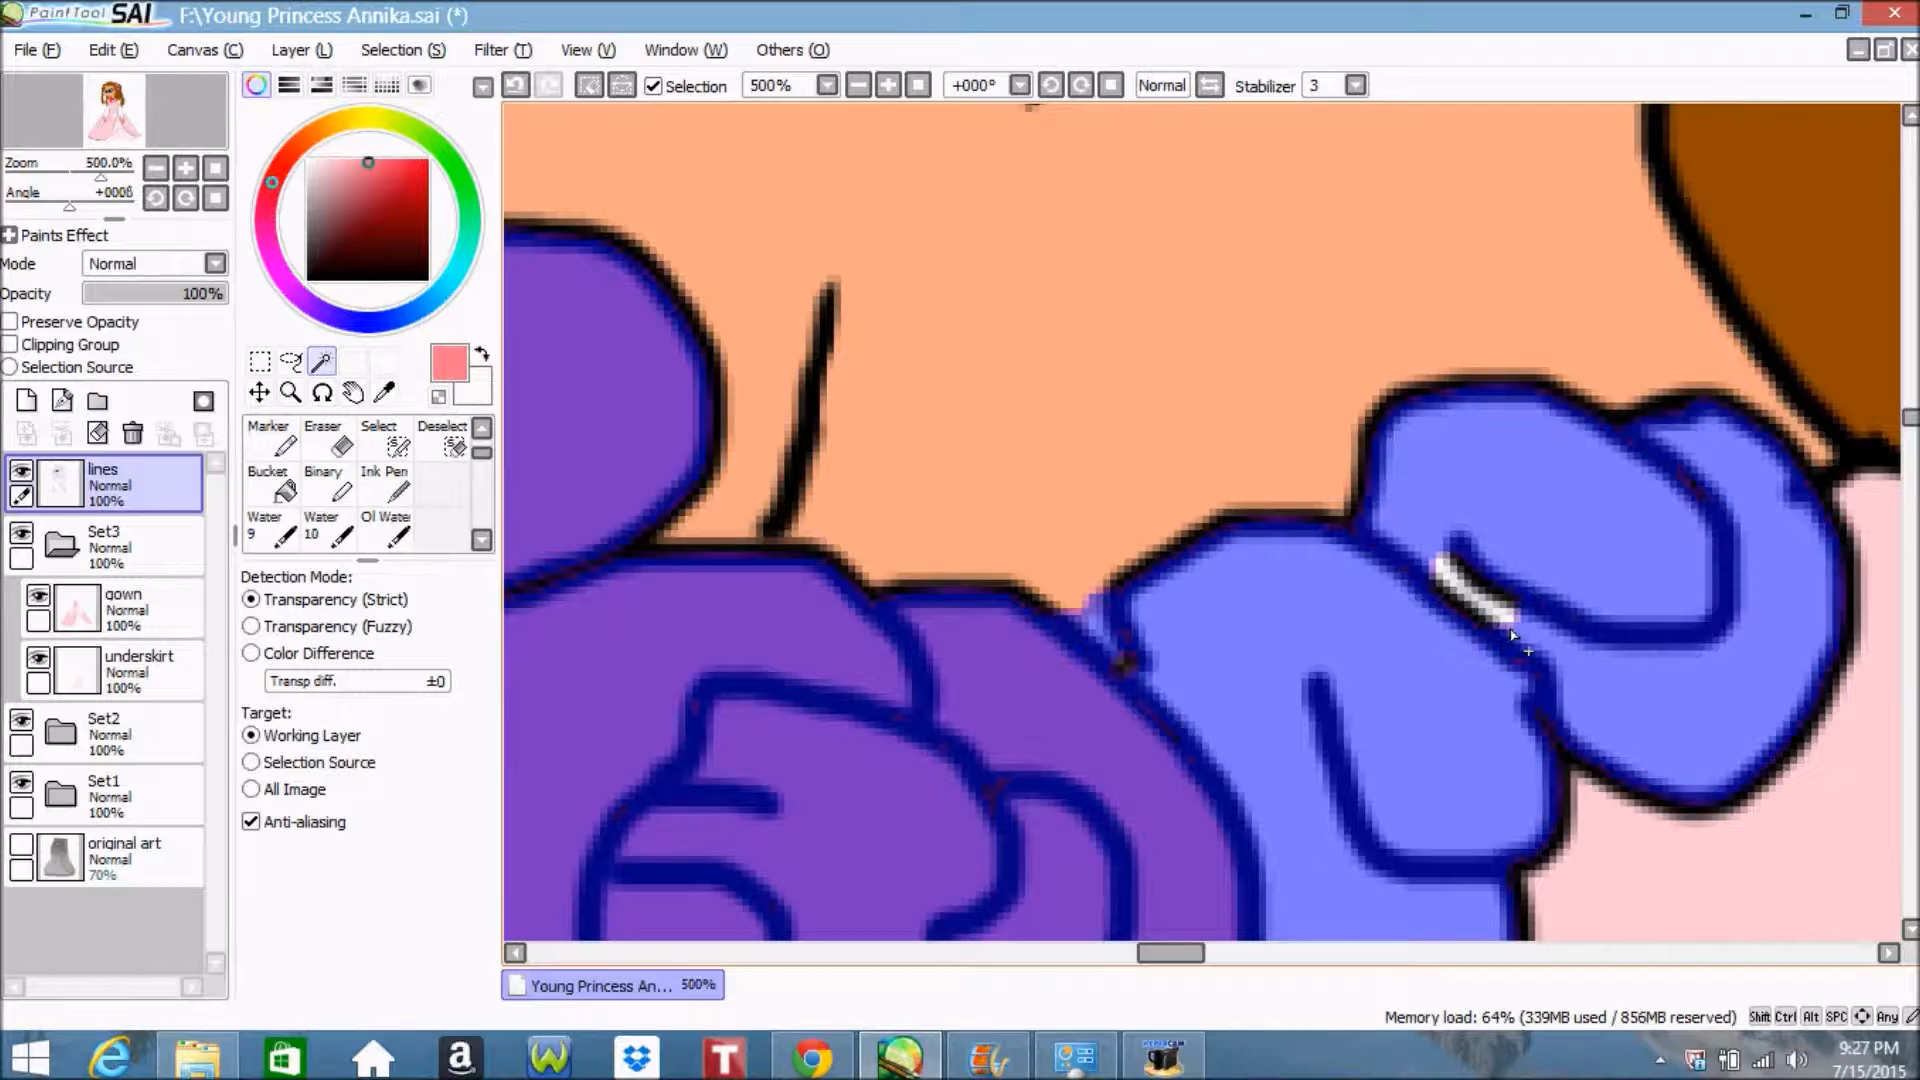 PaintTool SAI F:\Young Princess Annika.sai (*)
File (F) Edit (E) Canvas (C) Layer (L) Selection (S) Filter (T) View (V) Window (W) Others (O)
Selection 500% +000° Normal Stabilizer 3
Zoom 500.0%
Angle +000ß
Paints Effect
Mode Normal
Opacity 100%
Preserve Opacity
Clipping Group
Selection Source
lines
Normal
100%
Set3
Normal
100%
gown
Normal
100%
underskirt
Normal
100%
Set2
Normal
100%
Set1
Normal
100%
original art
Normal
70%
Marker Eraser Select Deselect
Bucket Binary Ink Pen
Water 9 Water 10 Ol Wate
Detection Mode:
Transparency (Strict)
Transparency (Fuzzy)
Color Difference
Transp diff. ±0
Target:
Working Layer
Selection Source
All Image
Anti-aliasing
Young Princess An... 500%
Memory load: 64% (339MB used / 856MB reserved) Shift Ctrl Alt SPC Any
HYPERCAM
9:27 PM
7/15/2015